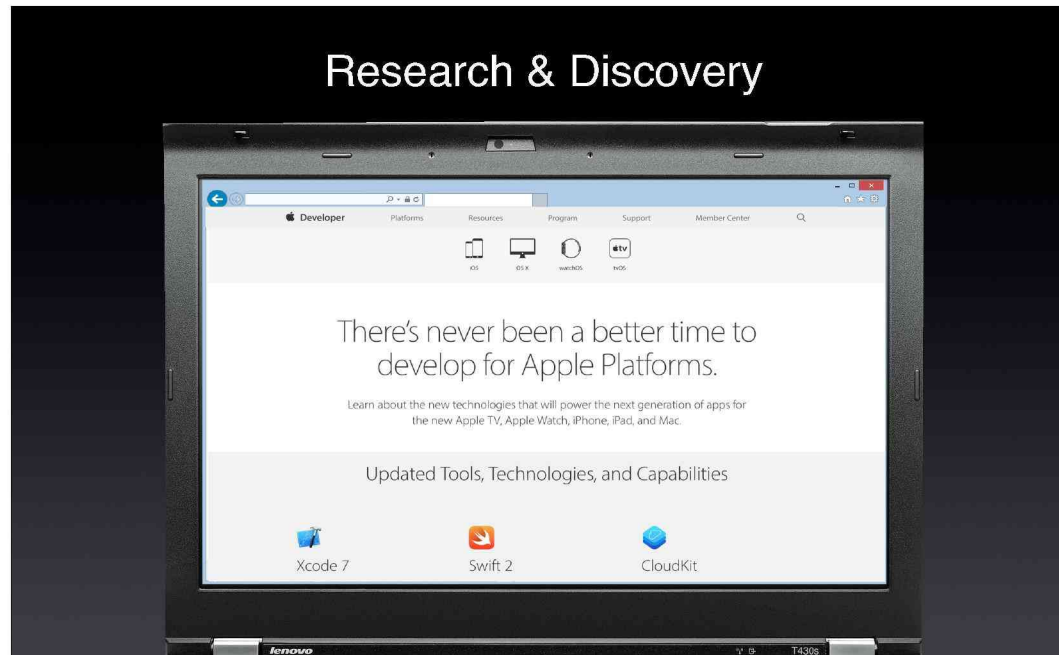 Research & Discovery
Developer Platforms Resources Program Support Member Center
iOS OS X watchOS tvOS
tv
There's never been a better time to
develop for Apple Platforms.
Learn about the new technologies that will power the next generation of apps for
the new Apple TV, Apple Watch, iPhone, iPad, and Mac.
Updated Tools, Technologies, and Capabilities
Xcode 7 Swift 2 CloudKit
lenovo T430s